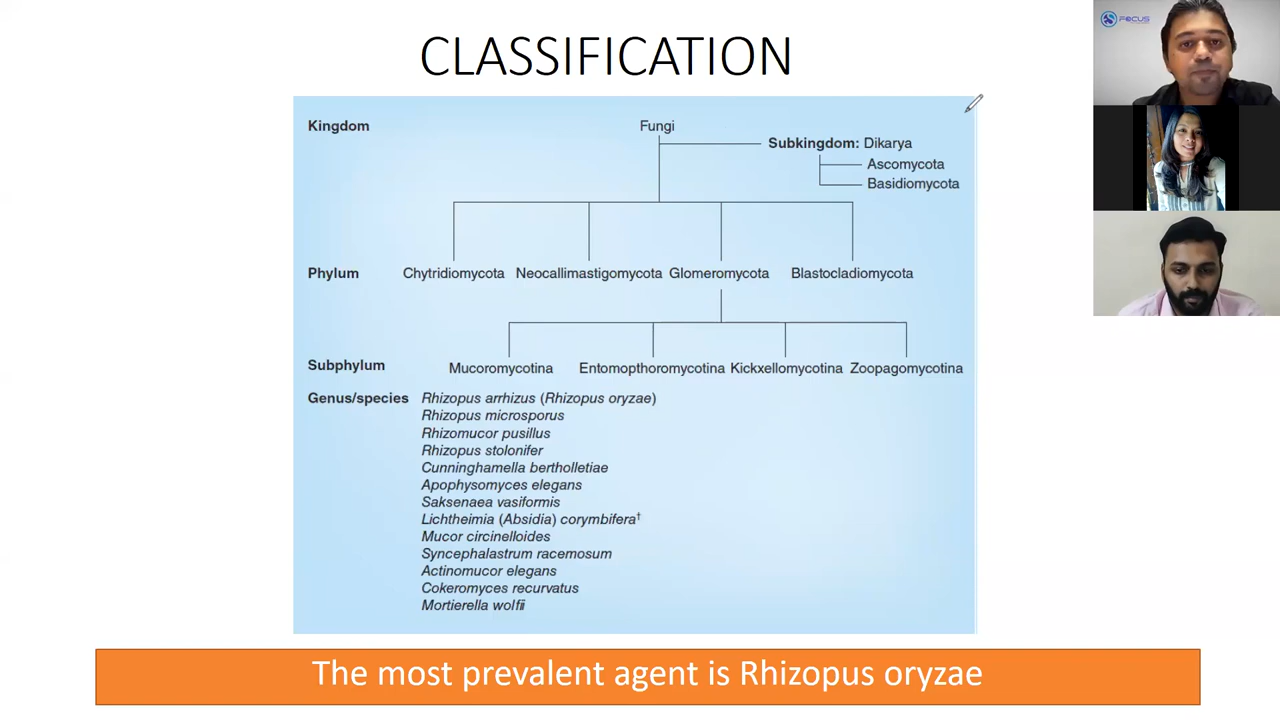 CLASSIFICATION
FOCUS
Kingdom Fungi
Subkingdom: Dikarya
Ascomycota
Basidiomycota
Phylum Chytridiomycota Neocallimastigomycota Glomeromycota Blastocladiomycota
Subphylum Mucoromycotina Entomopthoromycotina Kickxellomycotina Zoopagomycotina
Genus/species Rhizopus arrhizus (Rhizopus oryzae)
Rhizopus microsporus
Rhizomucor pusillus
Rhizopus stolonifer
Cunninghamella bertholletiae
Apophysomyces elegans
Saksenaea vasiformis
Lichtheimia (Absidia) corymbifera†
Mucor circinelloides
Syncephalastrum racemosum
Actinomucor elegans
Cokeromyces recurvatus
Mortierella wolfii
The most prevalent agent is Rhizopus oryzae